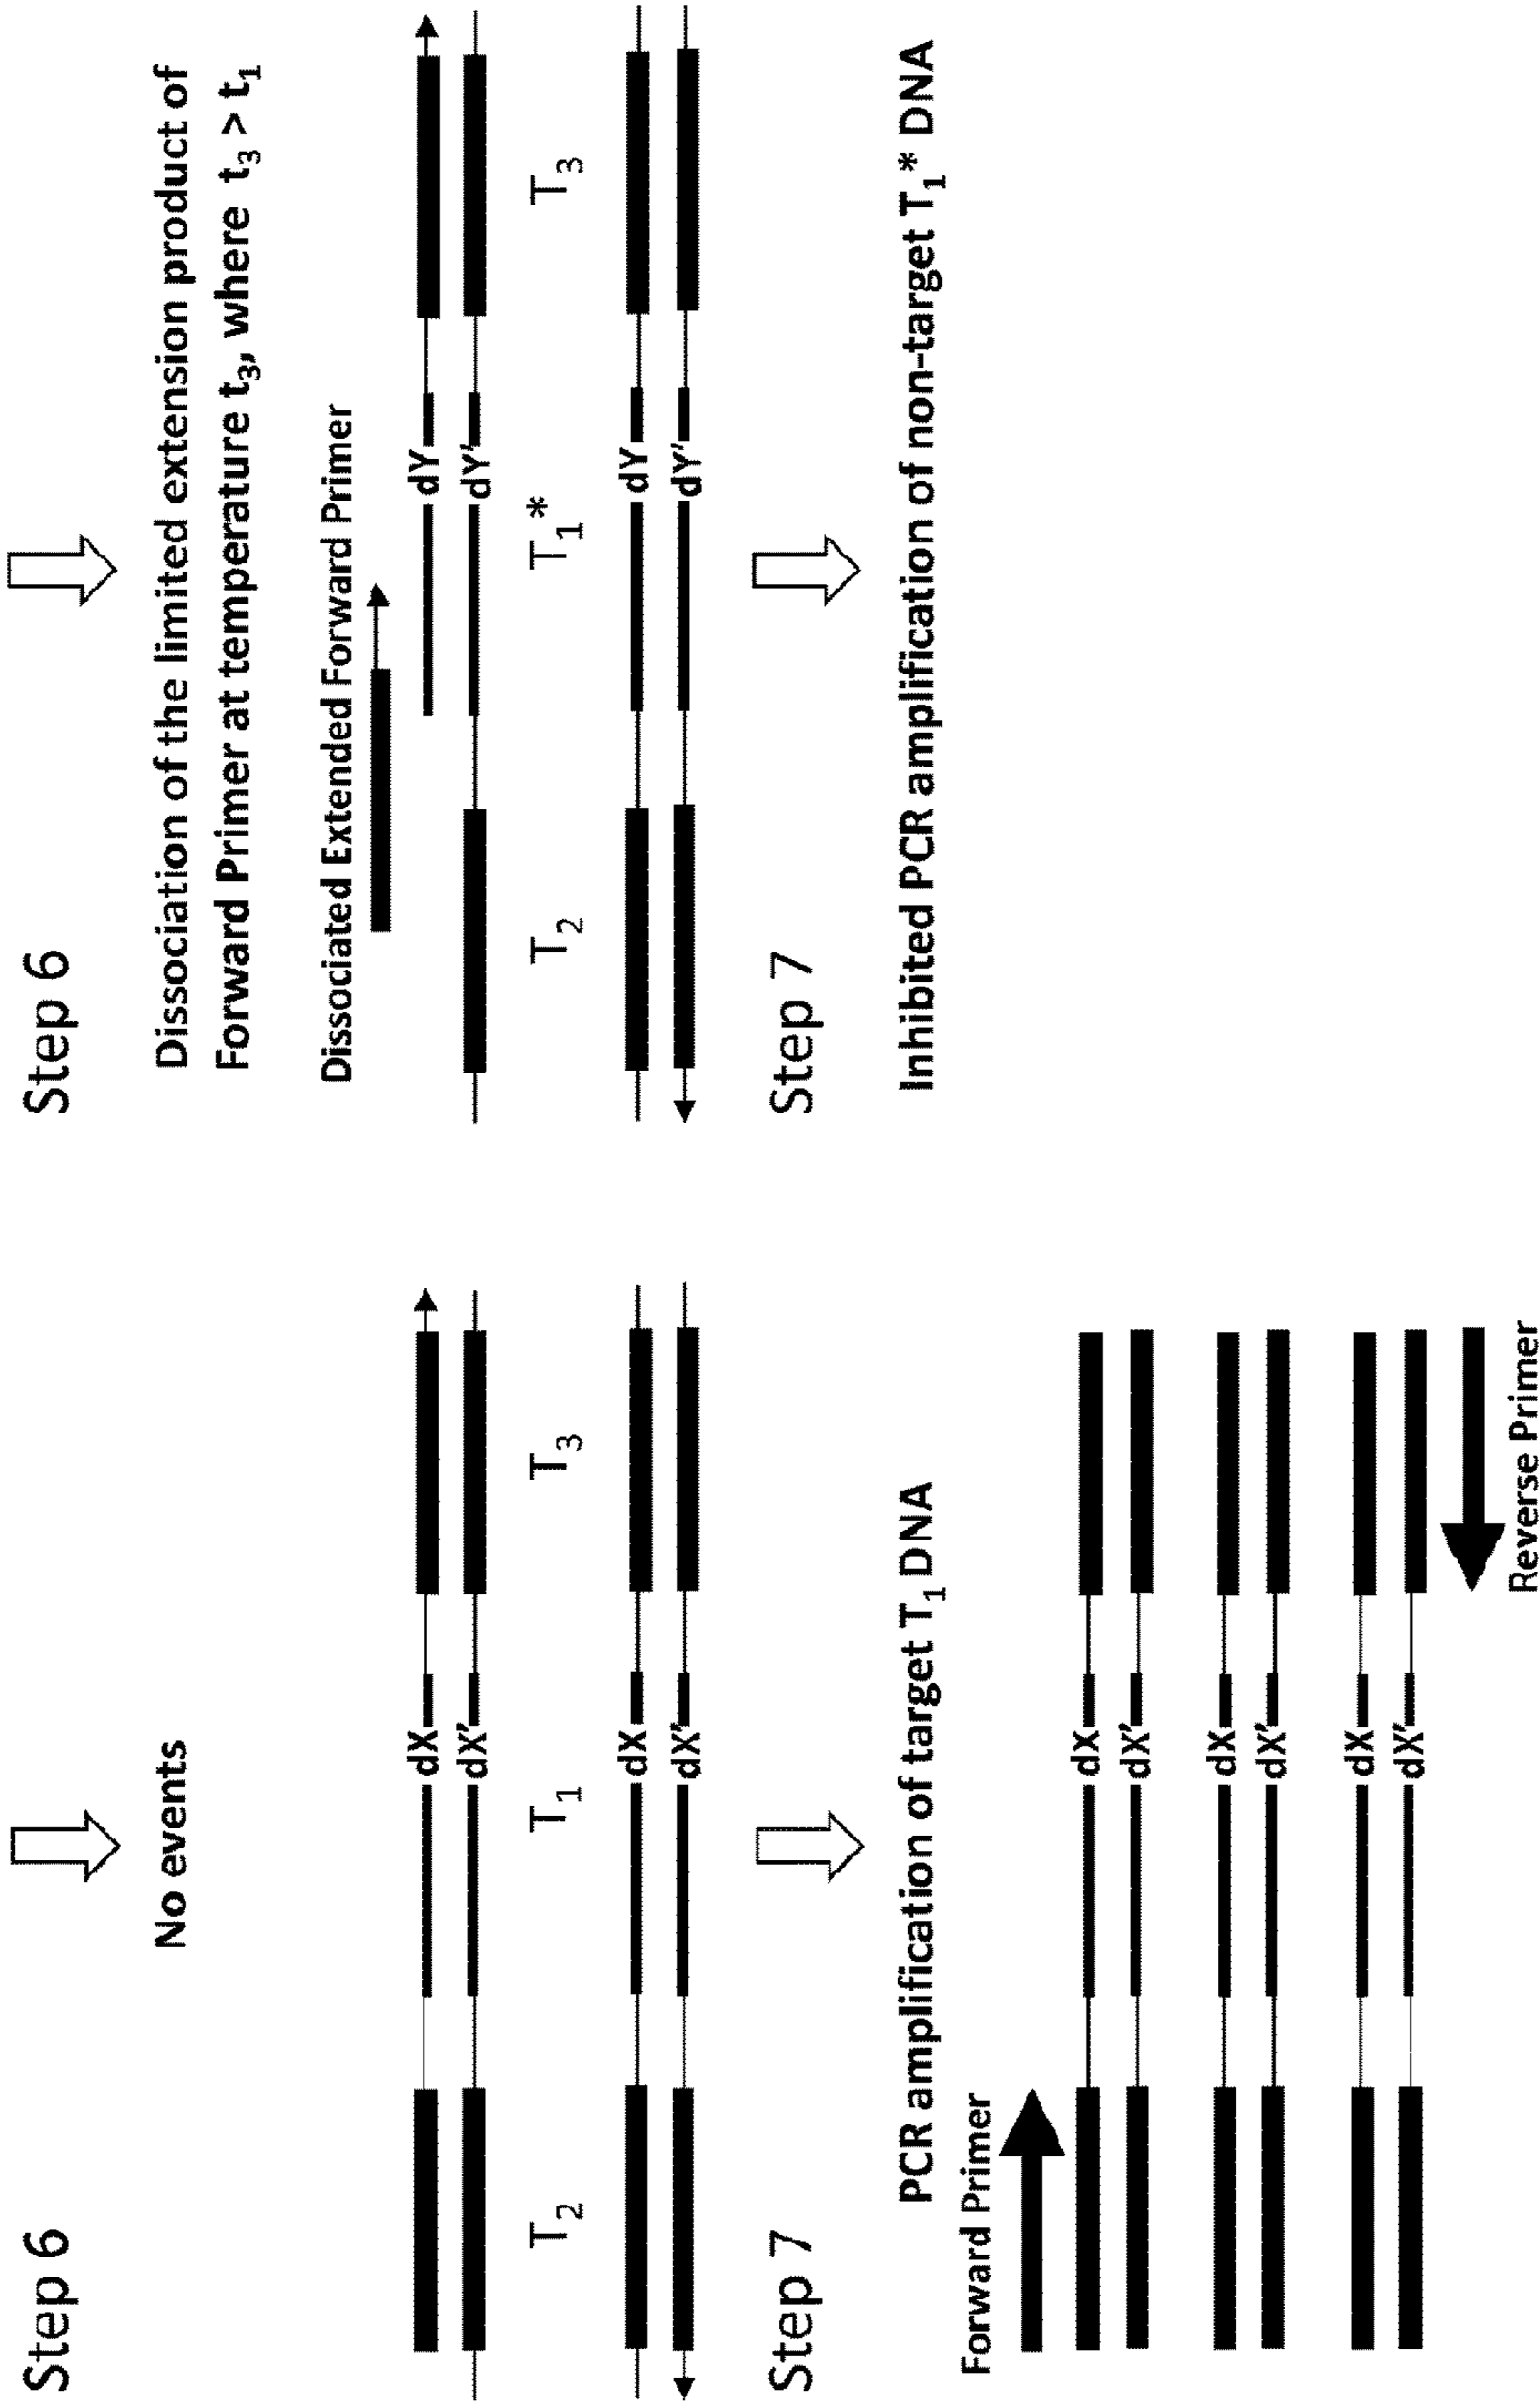 Step 6
No events
dX
dX'
T₂ T₁ T₃
dX
dX'
Step 7
PCR amplification of target T₁ DNA
Forward Primer
dX
dX'
dX
dX'
dX
dX'
Reverse Primer
Step 6
Dissociation of the limited extension product of
Forward Primer at temperature t₃, where t₃ > t₁
Dissociated Extended Forward Primer
dY
dY'
T₂ T₁* T₃
dY
dY'
Step 7
Inhibited PCR amplification of non-target T₁* DNA